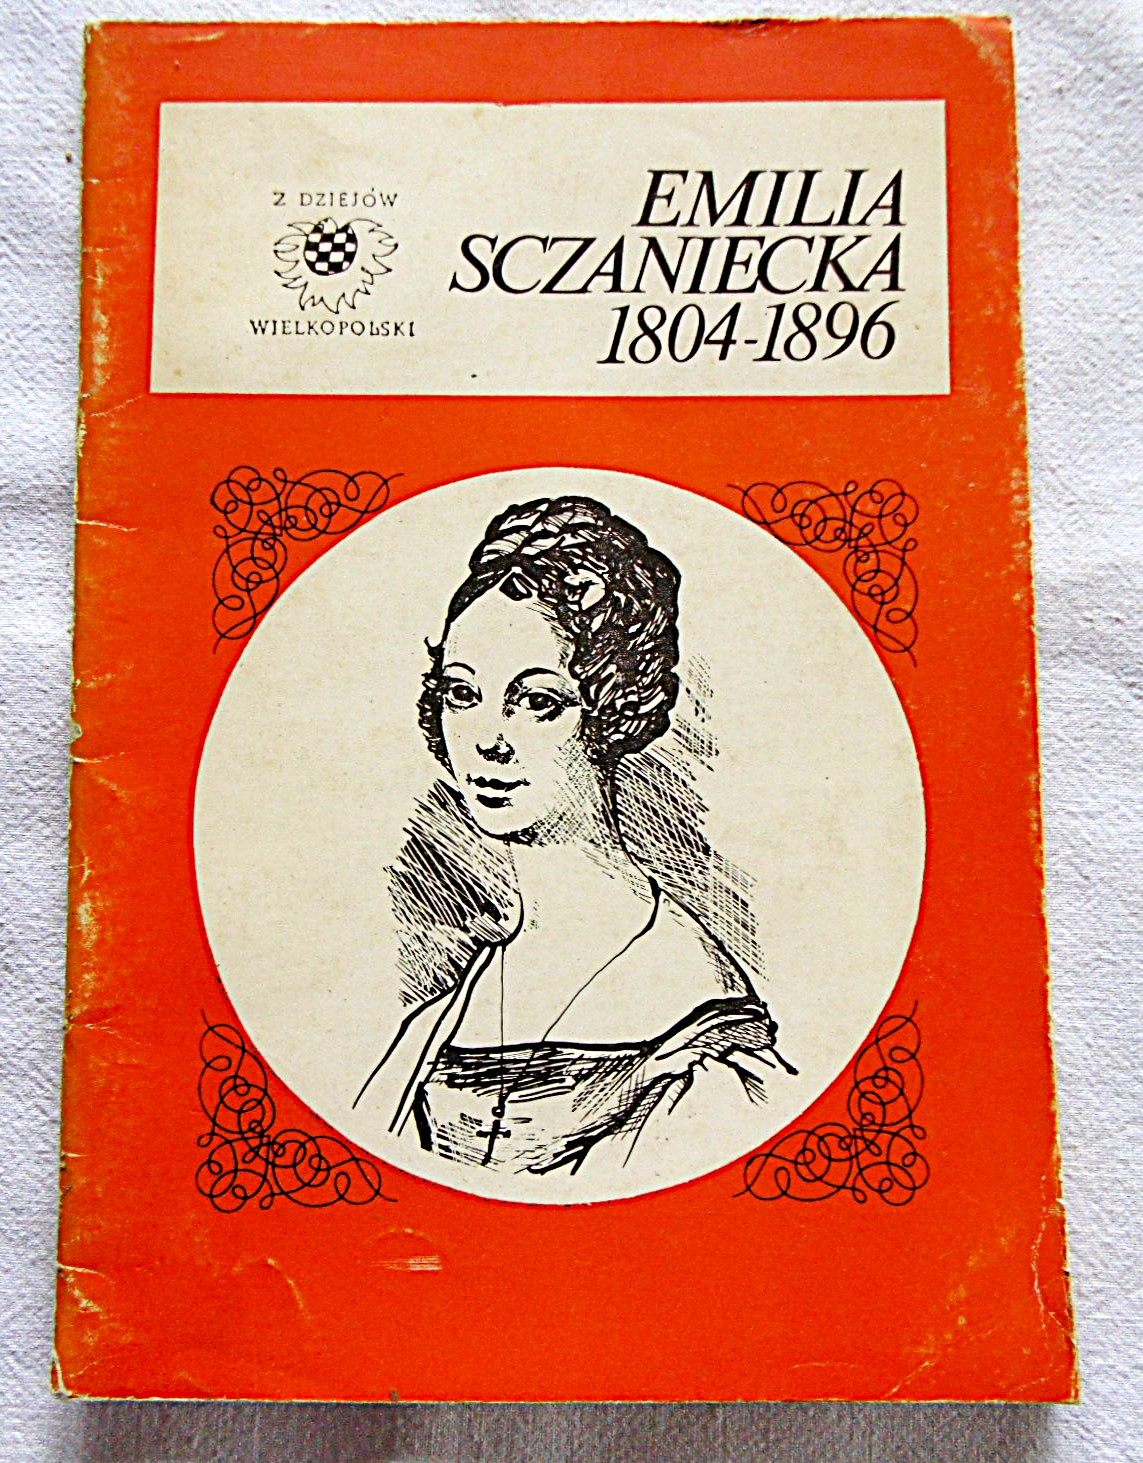 Z DZIEJÓW
WIELKOPOLSKI
EMILIA
SCZANIECKA
1804-1896